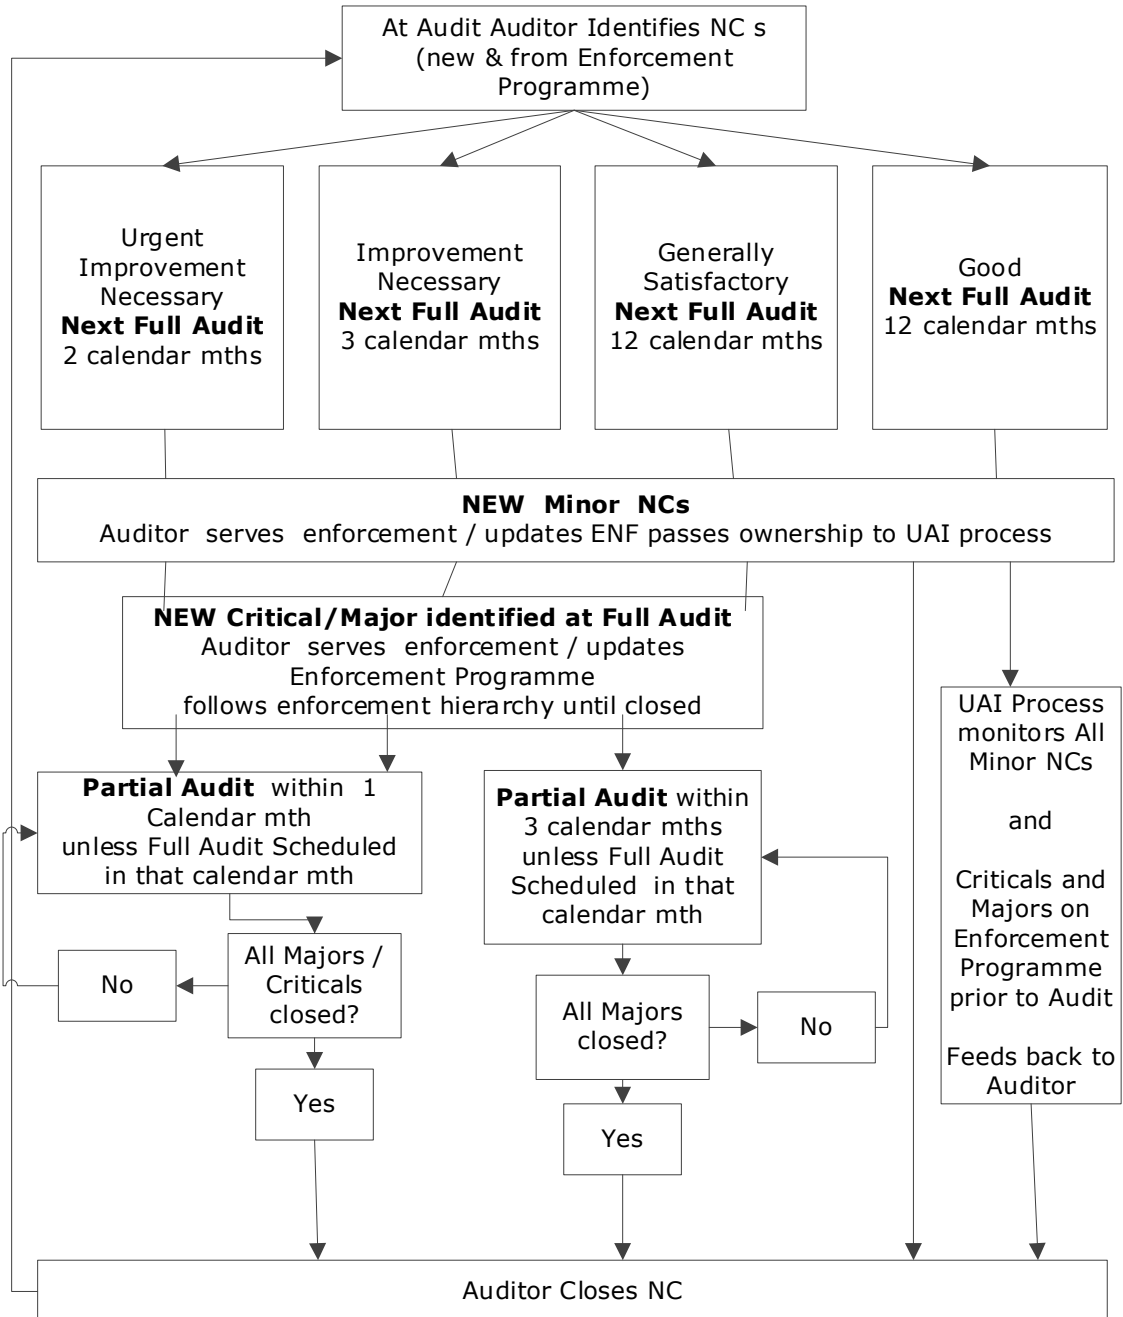 At Audit Auditor Identifies NC s
(new & from Enforcement
Programme)
Urgent
Improvement
Necessary
Next Full Audit
2 calendar mths
Improvement
Necessary
Next Full Audit
3 calendar mths
Generally
Satisfactory
Next Full Audit
12 calendar mths
Good
Next Full Audit
12 calendar mths
NEW Minor NCs
Auditor serves enforcement / updates ENF passes ownership to UAI process
NEW Critical/Major identified at Full Audit
Auditor serves enforcement / updates
Enforcement Programme
follows enforcement hierarchy until closed
Partial Audit within 1
Calendar mth
unless Full Audit Scheduled
in that calendar mth
Partial Audit within
3 calendar mths
unless Full Audit
Scheduled in that
calendar mth
UAI Process
monitors All
Minor NCs
and
Criticals and
Majors on
Enforcement
Programme
prior to Audit
Feeds back to
Auditor
No
All Majors /
Criticals
closed?
Yes
All Majors
closed?
No
Yes
Auditor Closes NC